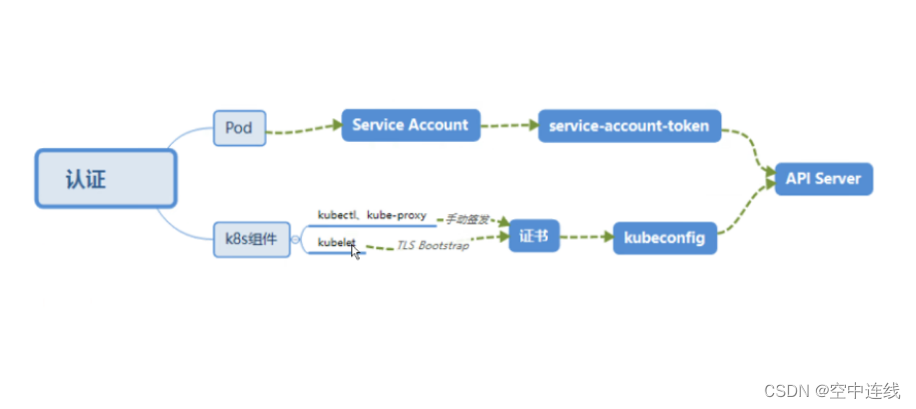 认证
Pod
Service Account
service-account-token
API Server
k8s组件
kubectl、kube-proxy
手动签发
kubelet
TLS Bootstrap
证书
kubeconfig
CSDN @空中连线